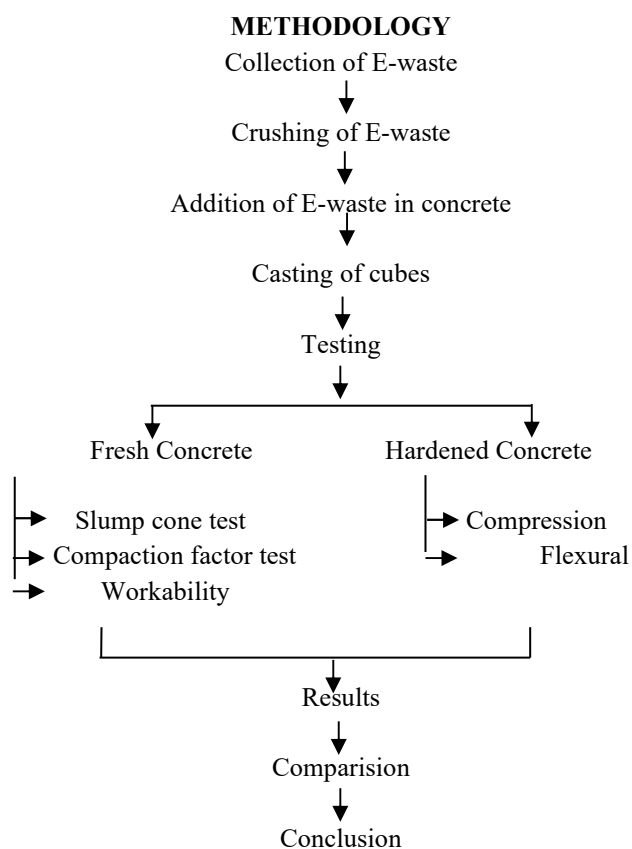 METHODOLOGY
Collection of E-waste
Crushing of E-waste
Addition of E-waste in concrete
Casting of cubes
Testing
Fresh Concrete
Hardened Concrete
Slump cone test
Compaction factor test
Workability
Compression
Flexural
Results
Comparision
Conclusion